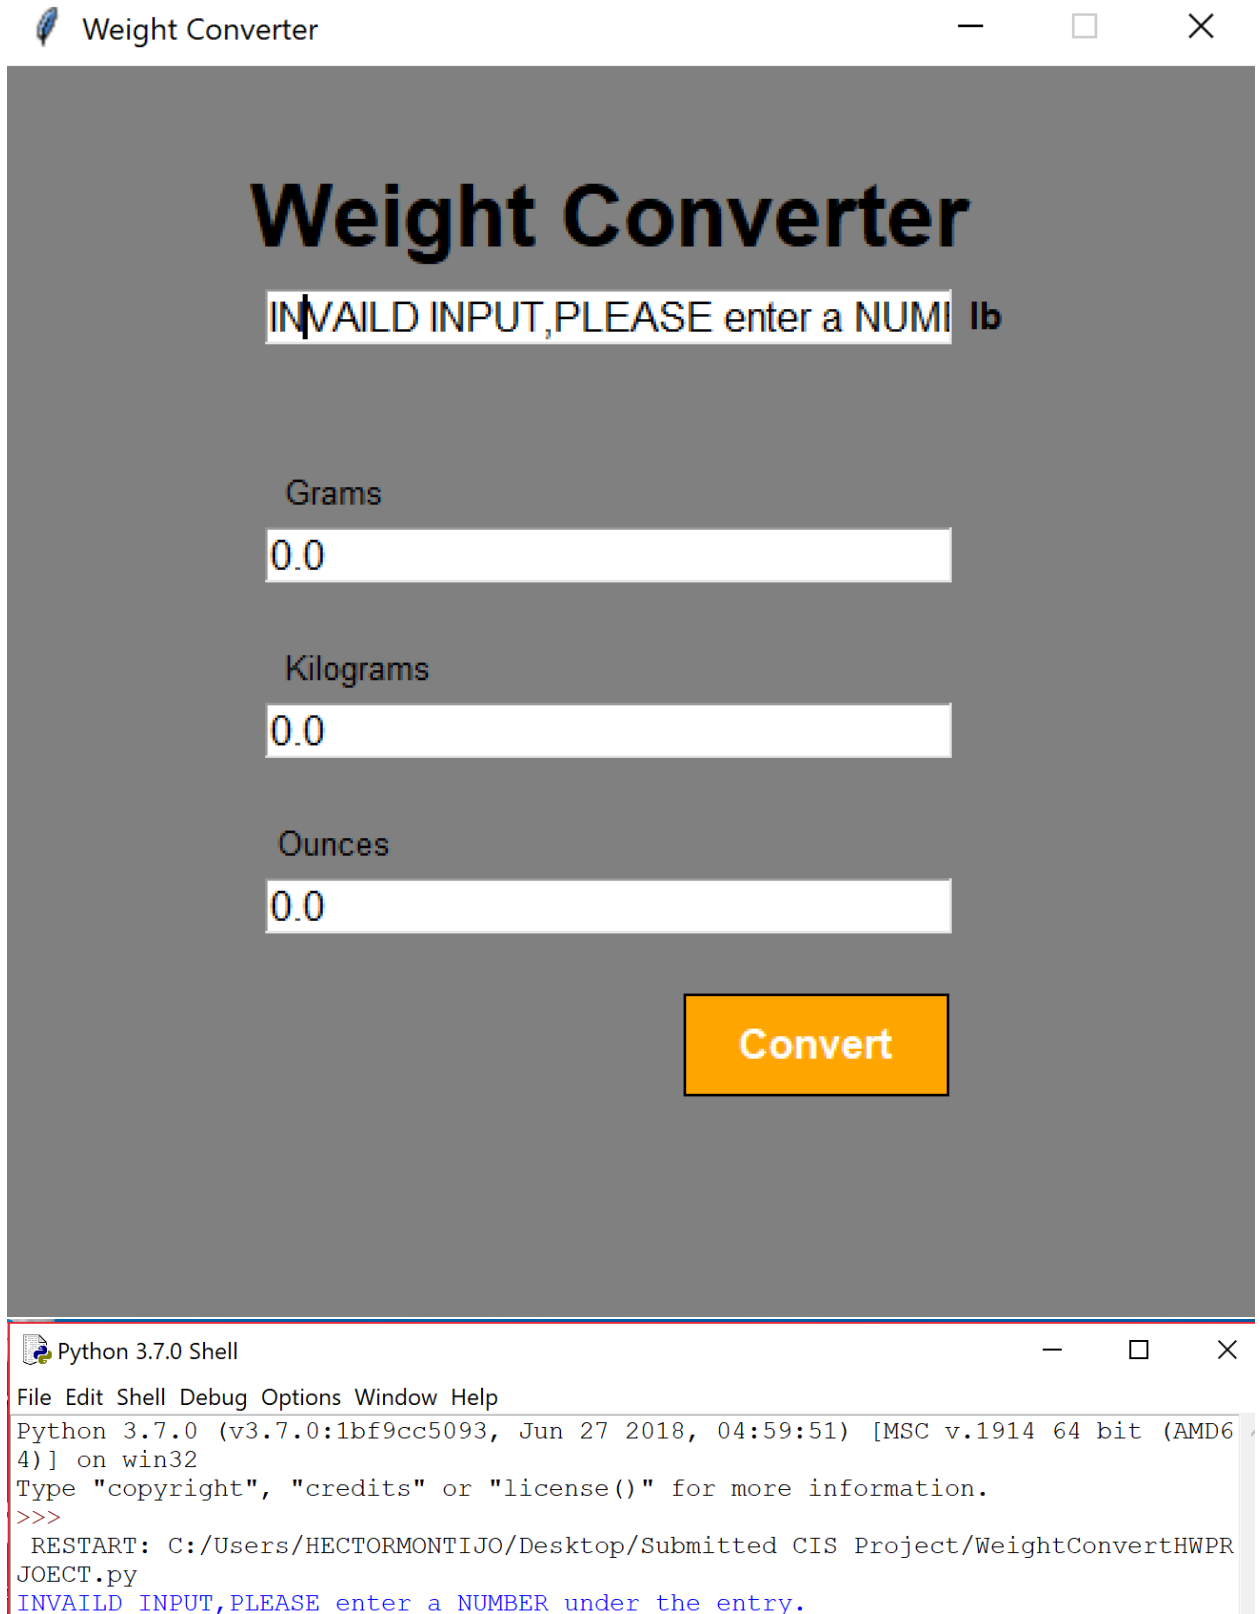 Weight Converter
Weight Converter
INVAILD INPUT,PLEASE enter a lb
Grams
0.0
Kilograms
0.0
Ounces
0.0
Convert
Python 3.7.0 Shell
File Edit Shell Debug Options Window Help
Python 3.7.0 (v3.7.0:1bf9cc5093, Jun 27 2018, 04:59:51) [MSC v.1914 64 bit (AMD6
4)] on win32
Type "copyright", "credits" or "license()" for more information.
>>>
RESTART: C:/Users/HECTORMONTIJO/Desktop/Submitted CIS Project/WeightConvertHWPR
JOECT.py
INVAILD INPUT,PLEASE enter a NUMBER under the entry.